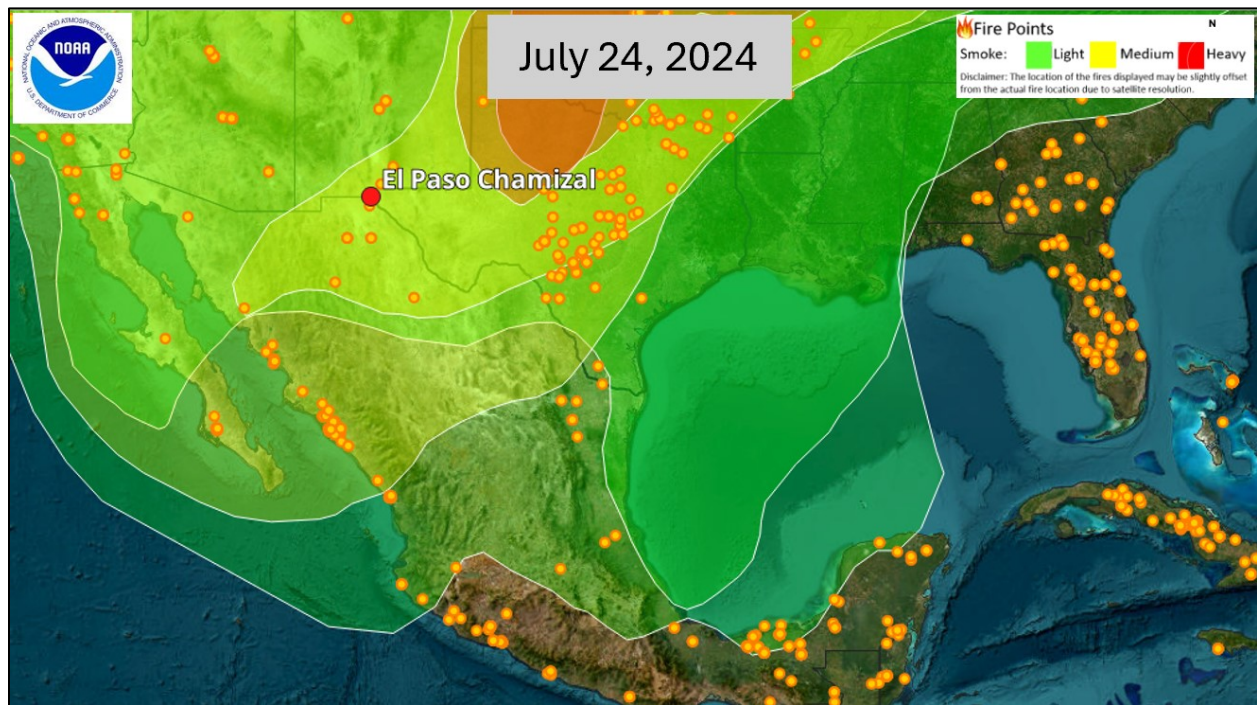 NATIONAL OCEANIC AND ATMOSPHERIC ADMINISTRATION
NOAA
U.S. DEPARTMENT OF COMMERCE
July 24, 2024
N
Fire Points
Smoke: Light Medium Heavy
Disclaimer: The location of the fires displayed may be slightly offset
from the actual fire location due to satellite resolution.
El Paso Chamizal